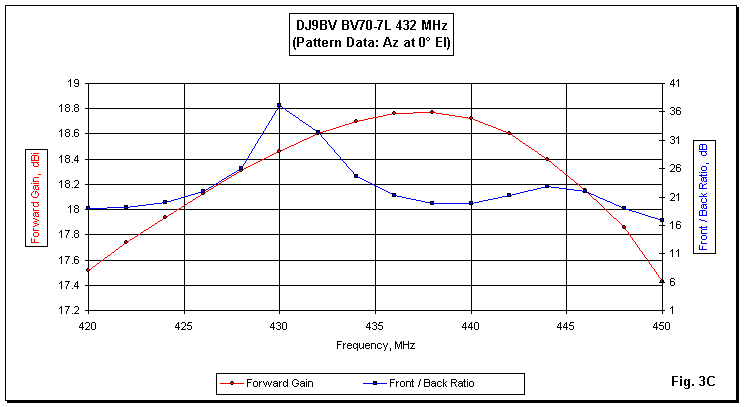 DJ9BV BV70-7L 432 MHz
(Pattern Data: Az at 0° El)
19
18.8
18.6
18.4
18.2
18
17.8
17.6
17.4
17.2
Forward Gain, dBi
41
36
31
26
21
16
11
6
1
Front / Back Ratio, dB
420 425 430 435 440 445 450
Frequency, MHz
Forward Gain Front / Back Ratio
Fig. 3C